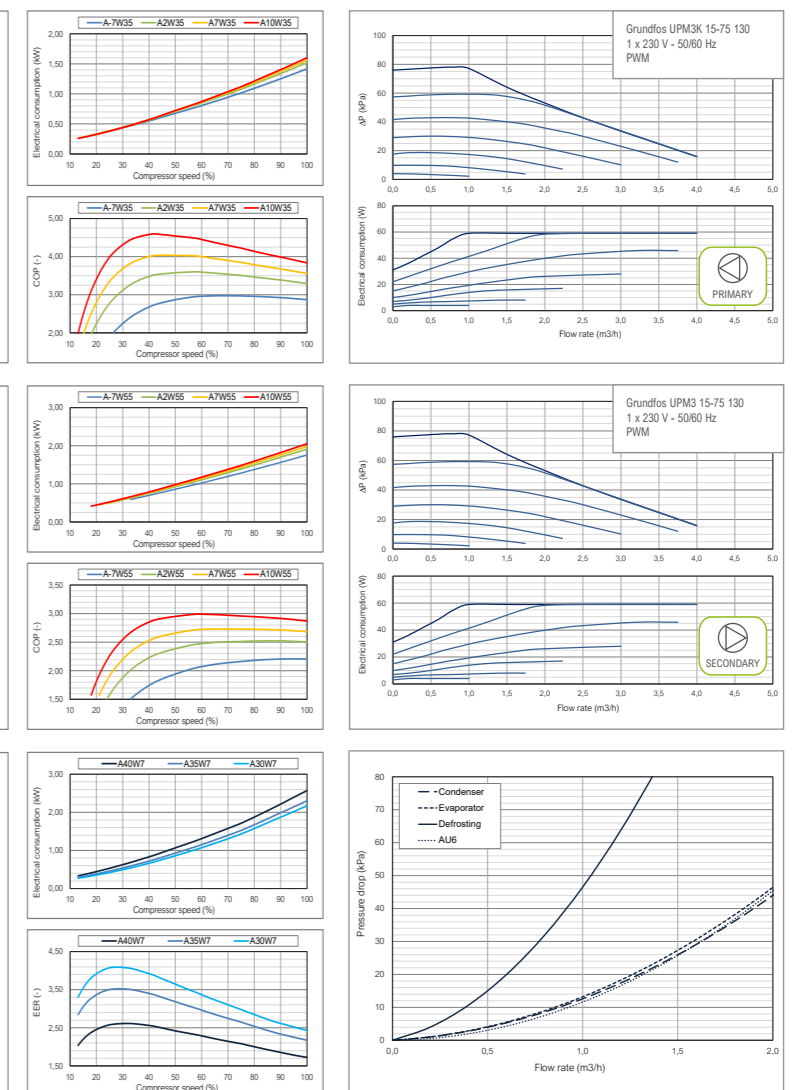 A-7W35 A2W35 A7W35 A10W35
Electrical consumption (kW)
2,00
1,50
1,00
0,50
0,00
10 20 30 40 50 60 70 80 90 100
Compressor speed (%)
A-7W35 A2W35 A7W35 A10W35
COP (-)
5,00
4,00
3,00
2,00
10 20 30 40 50 60 70 80 90 100
Compressor speed (%)
Grundfos UPM3K 15-75 130
1 x 230 V - 50/60 Hz
PWM
ΔP (kPa)
100
80
60
40
20
0
0,0 0,5 1,0 1,5 2,0 2,5 3,0 3,5 4,0 4,5 5,0
Electrical consumption (W)
80
60
40
20
0
PRIMARY
0,0 0,5 1,0 1,5 2,0 2,5 3,0 3,5 4,0 4,5 5,0
Flow rate (m3/h)
A-7W55 A2W55 A7W55 A10W55
Electrical consumption (kW)
3,00
2,00
1,00
0,00
10 20 30 40 50 60 70 80 90 100
Compressor speed (%)
A-7W55 A2W55 A7W55 A10W55
COP (-)
3,50
3,00
2,50
2,00
1,50
10 20 30 40 50 60 70 80 90 100
Compressor speed (%)
Grundfos UPM3 15-75 130
1 x 230 V - 50/60 Hz
PWM
ΔP (kPa)
100
80
60
40
20
0
0,0 0,5 1,0 1,5 2,0 2,5 3,0 3,5 4,0 4,5 5,0
Electrical consumption (W)
80
60
40
20
0
SECONDARY
0,0 0,5 1,0 1,5 2,0 2,5 3,0 3,5 4,0 4,5 5,0
Flow rate (m3/h)
A40W7 A35W7 A30W7
Electrical consumption (kW)
3,00
2,00
1,00
0,00
10 20 30 40 50 60 70 80 90 100
Compressor speed (%)
A40W7 A35W7 A30W7
EER (-)
4,50
3,50
2,50
1,50
10 20 30 40 50 60 70 80 90 100
Compressor speed (%)
Condenser
Evaporator
Defrosting
AU6
Pressure drop (kPa)
80
70
60
50
40
30
20
10
0
0,0 0,5 1,0 1,5 2,0
Flow rate (m3/h)